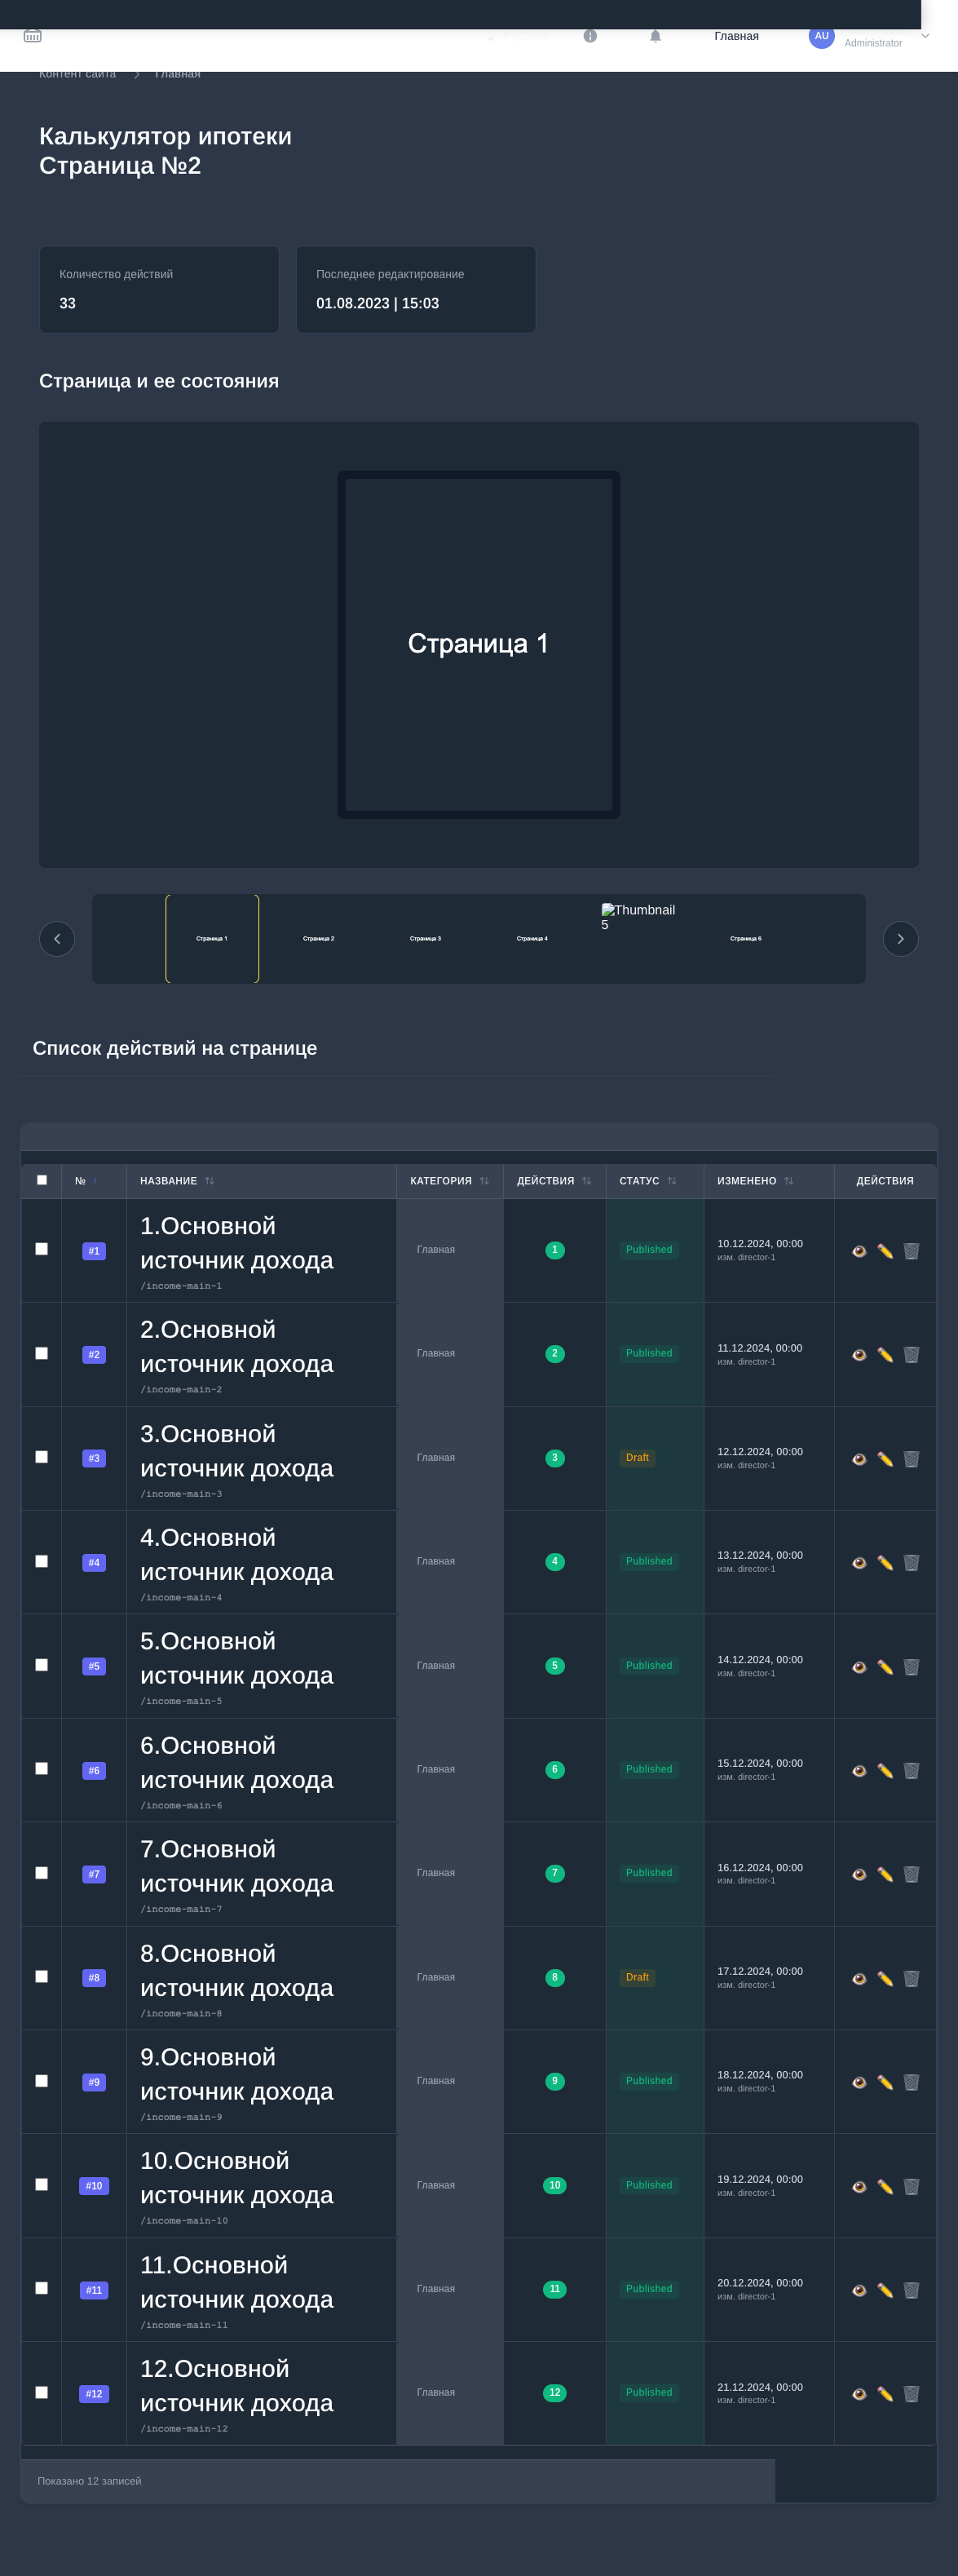 Главная
AU
Administrator
Контент сайта
Главная
Калькулятор ипотеки
Страница №2
Количество действий
33
Последнее редактирование
01.08.2023 | 15:03
Страница и ее состояния
Страница 1
Страница 1
Страница 2
Страница 3
Страница 4
Thumbnail
5
Страница 6
Список действий на странице
№ ↑ НАЗВАНИЕ ↑↓ КАТЕГОРИЯ ↑↓ ДЕЙСТВИЯ ↑↓ СТАТУС ↑↓ ИЗМЕНЕНО ↑↓ ДЕЙСТВИЯ
#1
1.Основной
источник дохода
/income-main-1
Главная
1
Published
10.12.2024, 00:00
изм. director-1
#2
2.Основной
источник дохода
/income-main-2
Главная
2
Published
11.12.2024, 00:00
изм. director-1
#3
3.Основной
источник дохода
/income-main-3
Главная
3
Draft
12.12.2024, 00:00
изм. director-1
#4
4.Основной
источник дохода
/income-main-4
Главная
4
Published
13.12.2024, 00:00
изм. director-1
#5
5.Основной
источник дохода
/income-main-5
Главная
5
Published
14.12.2024, 00:00
изм. director-1
#6
6.Основной
источник дохода
/income-main-6
Главная
6
Published
15.12.2024, 00:00
изм. director-1
#7
7.Основной
источник дохода
/income-main-7
Главная
7
Published
16.12.2024, 00:00
изм. director-1
#8
8.Основной
источник дохода
/income-main-8
Главная
8
Draft
17.12.2024, 00:00
изм. director-1
#9
9.Основной
источник дохода
/income-main-9
Главная
9
Published
18.12.2024, 00:00
изм. director-1
#10
10.Основной
источник дохода
/income-main-10
Главная
10
Published
19.12.2024, 00:00
изм. director-1
#11
11.Основной
источник дохода
/income-main-11
Главная
11
Published
20.12.2024, 00:00
изм. director-1
#12
12.Основной
источник дохода
/income-main-12
Главная
12
Published
21.12.2024, 00:00
изм. director-1
Показано 12 записей